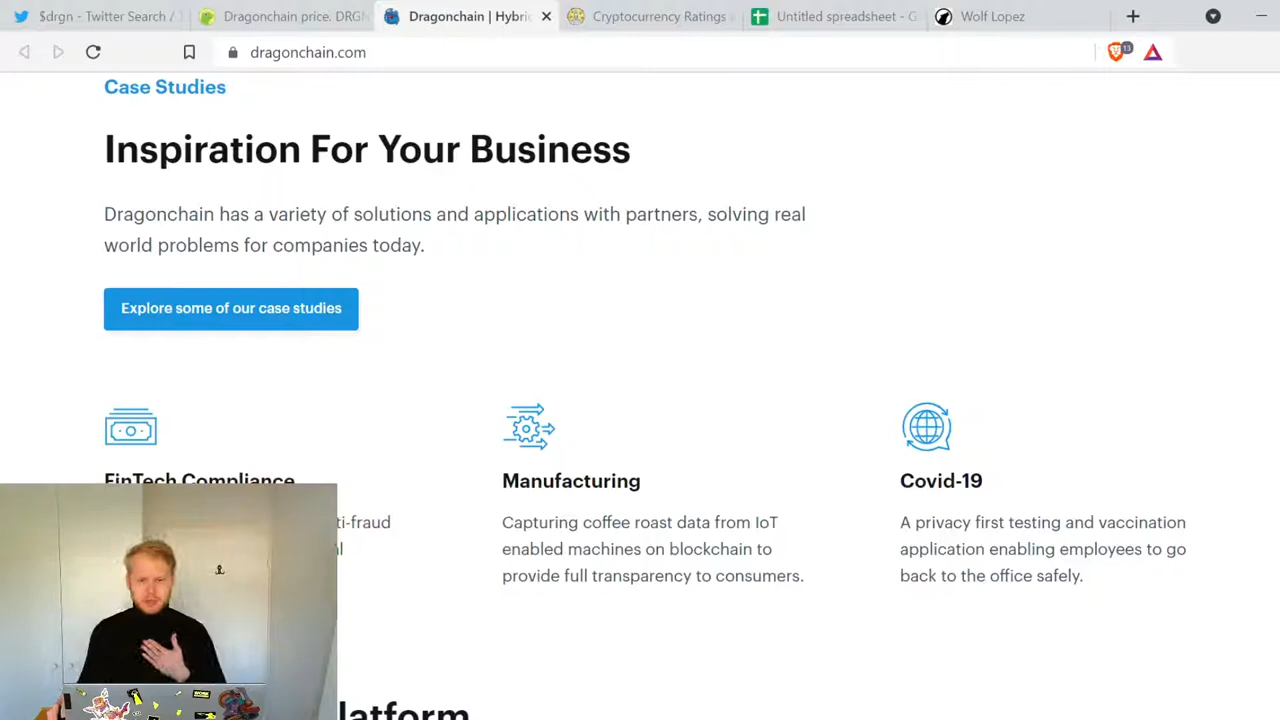 $drgn - Twitter Search /
Dragonchain price. DRGN
Dragonchain | Hybri
Cryptocurrency Ratings
Untitled spreadsheet - G
Wolf Lopez
dragonchain.com
13
Case Studies
Inspiration For Your Business
Dragonchain has a variety of solutions and applications with partners, solving real
world problems for companies today.
Explore some of our case studies
FinTech Compliance
ti-fraud
l
Manufacturing
Capturing coffee roast data from IoT
enabled machines on blockchain to
provide full transparency to consumers.
Covid-19
A privacy first testing and vaccination
application enabling employees to go
back to the office safely.
latform